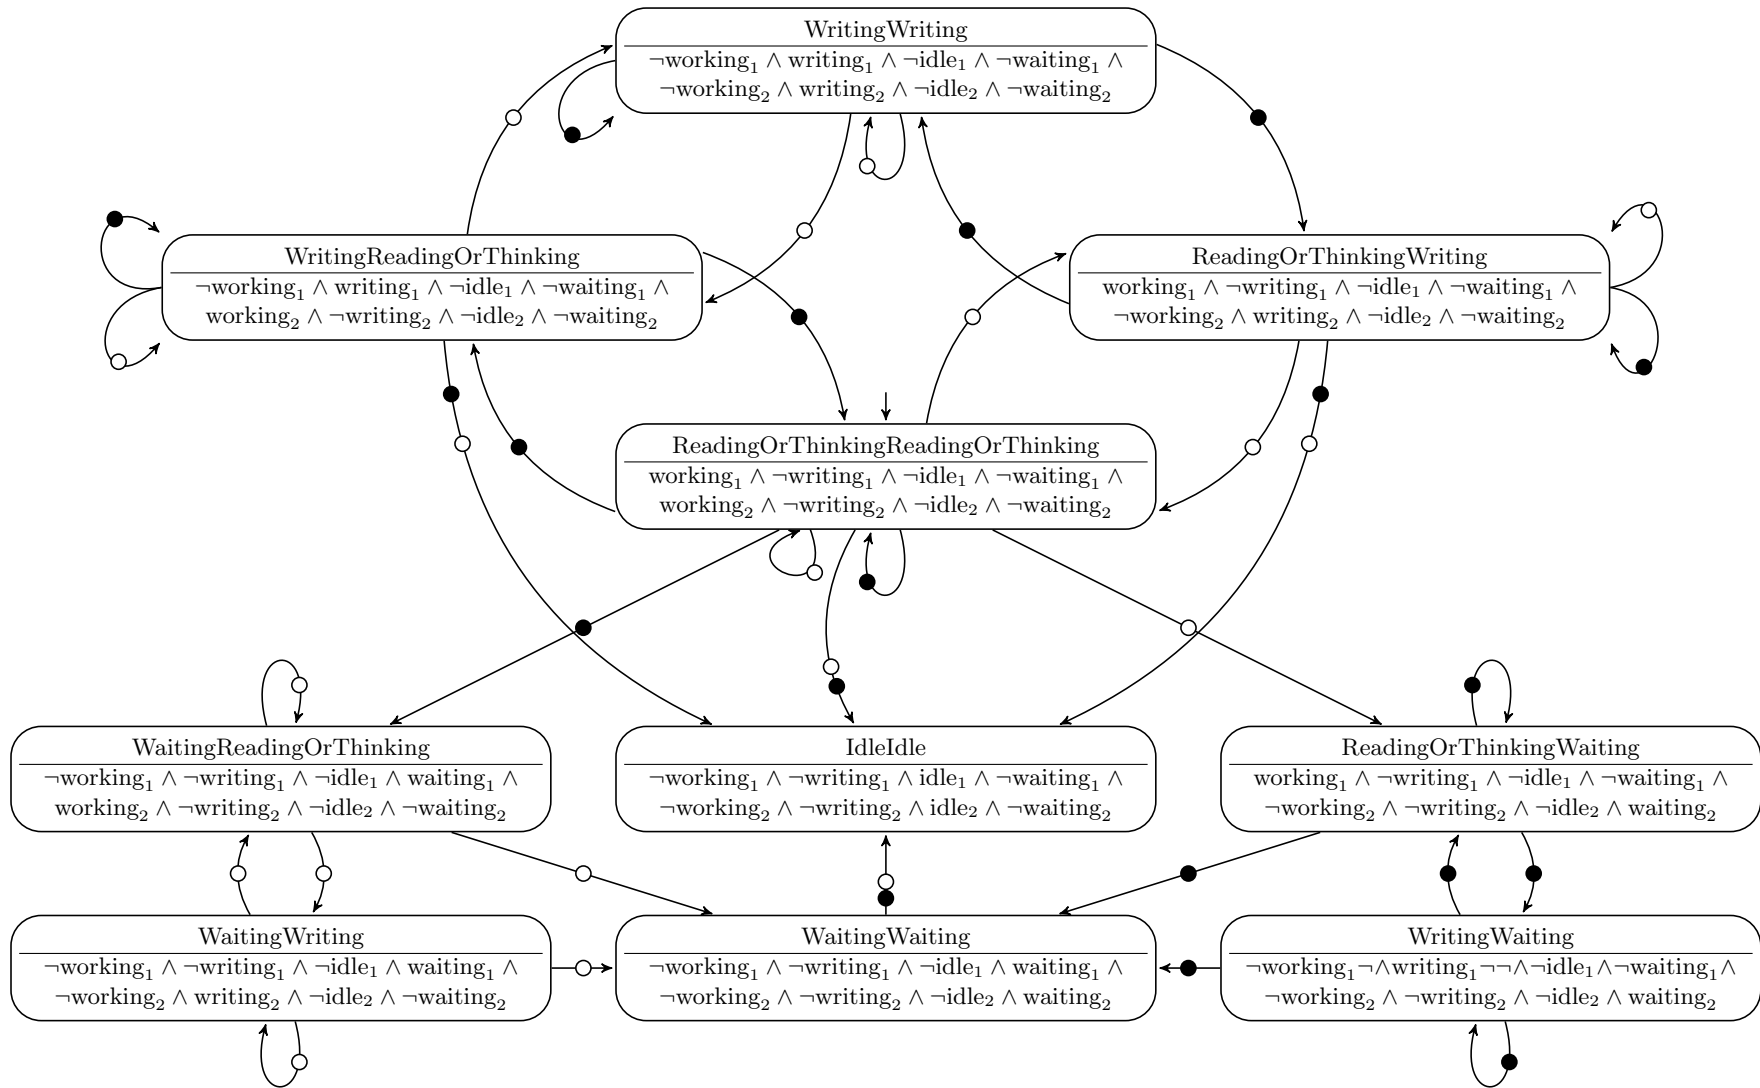 WritingWriting
¬working₁ ∧ writing₁ ∧ ¬idle₁ ∧ ¬waiting₁ ∧
¬working₂ ∧ writing₂ ∧ ¬idle₂ ∧ ¬waiting₂
WritingReadingOrThinking
¬working₁ ∧ writing₁ ∧ ¬idle₁ ∧ ¬waiting₁ ∧
working₂ ∧ ¬writing₂ ∧ ¬idle₂ ∧ ¬waiting₂
ReadingOrThinkingWriting
working₁ ∧ ¬writing₁ ∧ ¬idle₁ ∧ ¬waiting₁ ∧
¬working₂ ∧ writing₂ ∧ ¬idle₂ ∧ ¬waiting₂
ReadingOrThinkingReadingOrThinking
working₁ ∧ ¬writing₁ ∧ ¬idle₁ ∧ ¬waiting₁ ∧
working₂ ∧ ¬writing₂ ∧ ¬idle₂ ∧ ¬waiting₂
WaitingReadingOrThinking
¬working₁ ∧ ¬writing₁ ∧ ¬idle₁ ∧ waiting₁ ∧
working₂ ∧ ¬writing₂ ∧ ¬idle₂ ∧ ¬waiting₂
IdleIdle
¬working₁ ∧ ¬writing₁ ∧ idle₁ ∧ ¬waiting₁ ∧
¬working₂ ∧ ¬writing₂ ∧ idle₂ ∧ ¬waiting₂
ReadingOrThinkingWaiting
working₁ ∧ ¬writing₁ ∧ ¬idle₁ ∧ ¬waiting₁ ∧
¬working₂ ∧ ¬writing₂ ∧ ¬idle₂ ∧ waiting₂
WaitingWriting
¬working₁ ∧ ¬writing₁ ∧ ¬idle₁ ∧ waiting₁ ∧
¬working₂ ∧ writing₂ ∧ ¬idle₂ ∧ ¬waiting₂
WaitingWaiting
¬working₁ ∧ ¬writing₁ ∧ ¬idle₁ ∧ waiting₁ ∧
¬working₂ ∧ ¬writing₂ ∧ ¬idle₂ ∧ waiting₂
WritingWaiting
¬working₁¬∧writing₁¬¬∧¬idle₁∧¬waiting₁∧
¬working₂ ∧ ¬writing₂ ∧ ¬idle₂ ∧ waiting₂